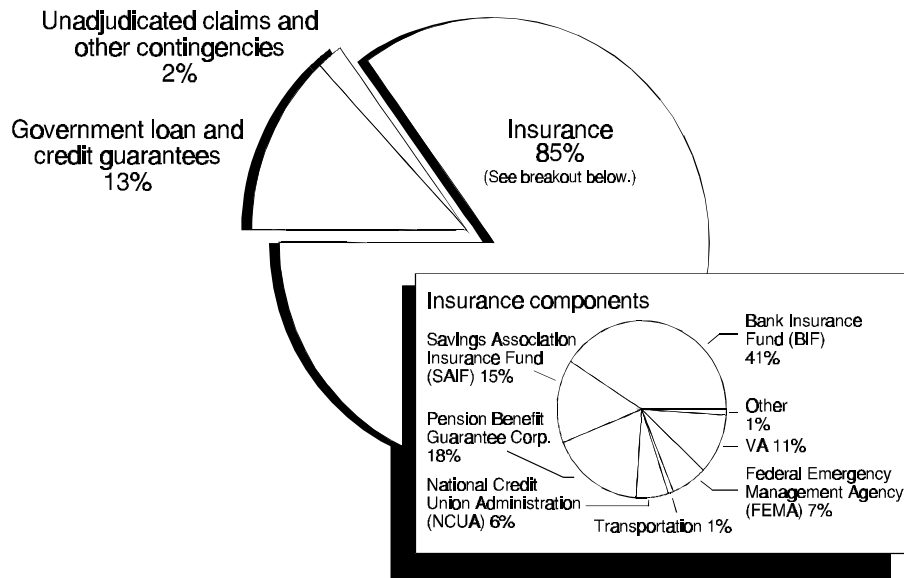 Unadjudicated claims and
other contingencies
2%
Government loan and
credit guarantees
13%
Insurance
85%
(See breakout below.)
Insurance components
Savings Association
Insurance Fund
(SAIF) 15%
Bank Insurance
Fund (BIF)
41%
Other
1%
VA 11%
Pension Benefit
Guarantee Corp.
18%
Federal Emergency
Management Agency
(FEMA) 7%
National Credit
Union Administration
(NCUA) 6%
Transportation 1%